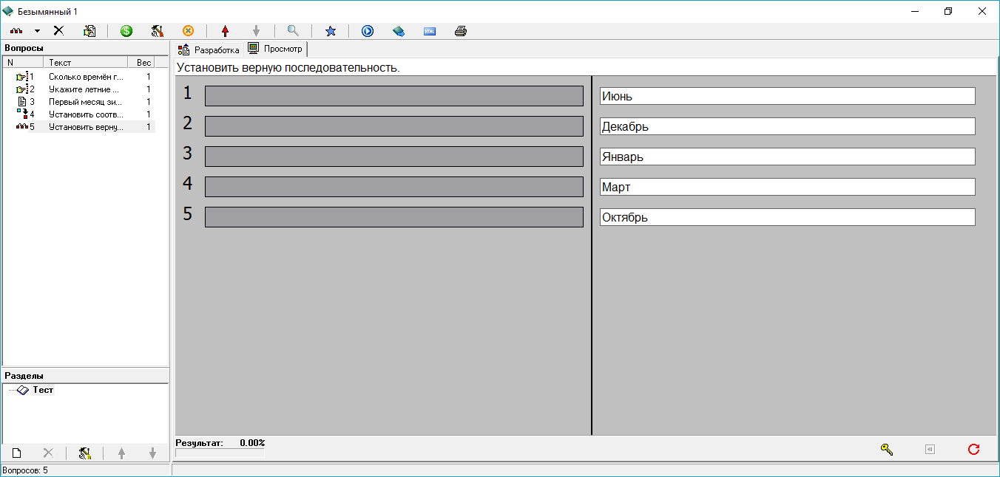 Безымянный 1
Вопросы
N Текст Вес
1 Сколько времён г... 1
2 Укажите летние ... 1
3 Первый месяц зи... 1
4 Установить соотв... 1
5 Установить верну... 1
Разделы
Тест
Вопросов: 5
Разработка Просмотр
Установить верную последовательность.
1 Июнь
2 Декабрь
3 Январь
4 Март
5 Октябрь
Результат: 0.00%